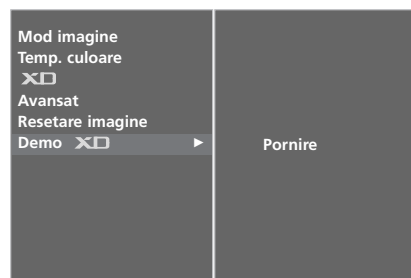 Mod imagine
Temp. culoare
XD
Avansat
Resetare imagine
Demo XD ►
Pornire